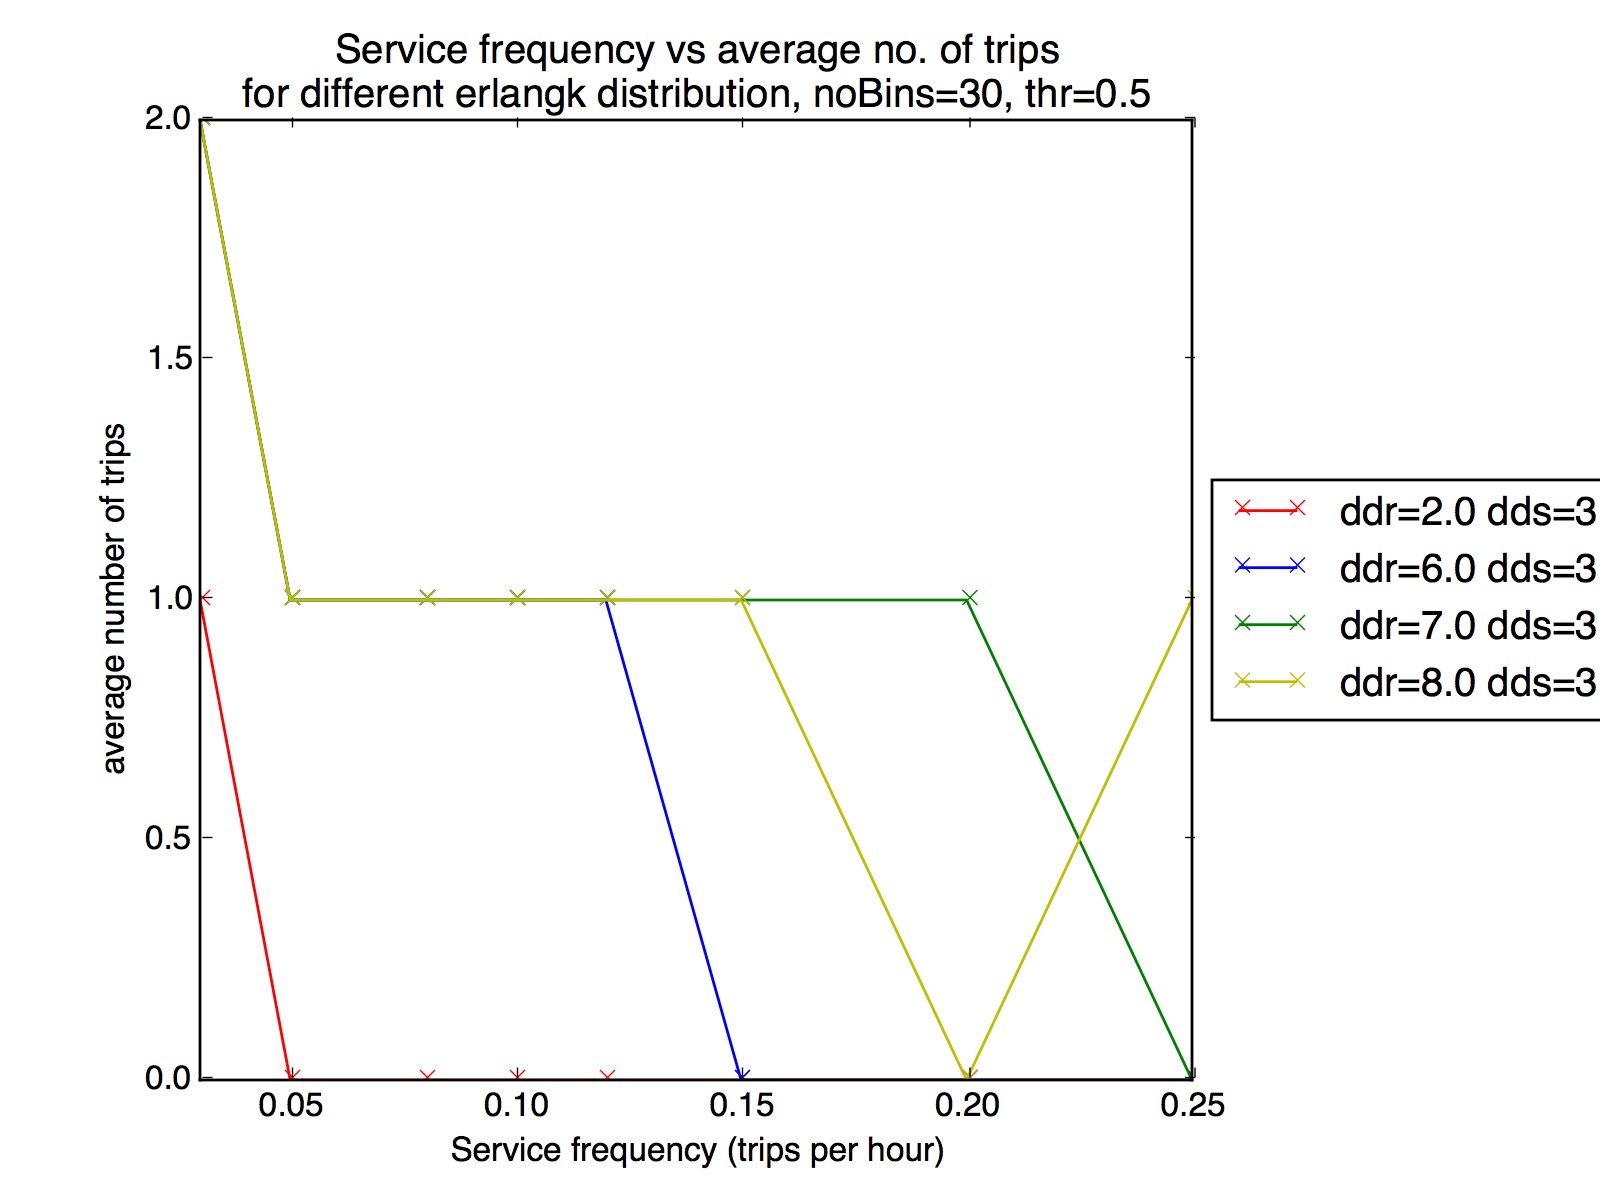 Service frequency vs average no. of trips
for different erlangk distribution, noBins=30, thr=0.5
2.0
1.5
1.0
0.5
0.0
average number of trips
0.05 0.10 0.15 0.20 0.25
Service frequency (trips per hour)
ddr=2.0 dds=3
ddr=6.0 dds=3
ddr=7.0 dds=3
ddr=8.0 dds=3